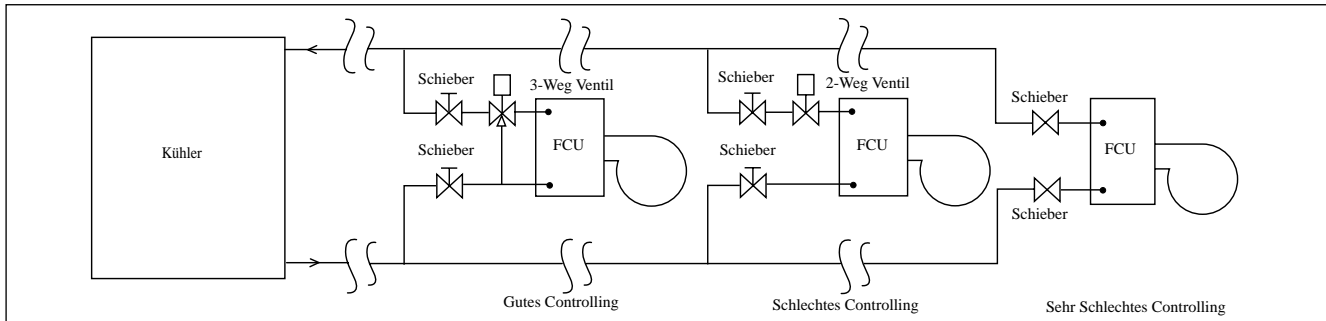 Kühler
Schieber
3-Weg Ventil
FCU
Schieber
Gutes Controlling
Schieber
2-Weg Ventil
FCU
Schieber
Schlechtes Controlling
Schieber
FCU
Schieber
Sehr Schlechtes Controlling